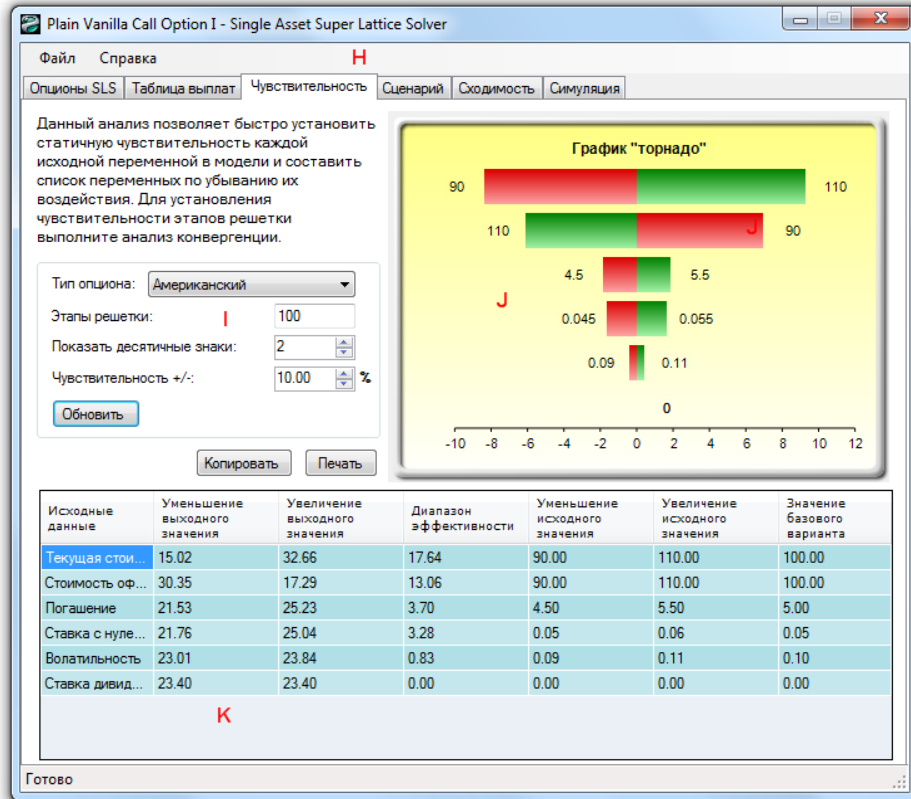 Plain Vanilla Call Option I - Single Asset Super Lattice Solver
Файл Справка H
Опционы SLS Таблица выплат Чувствительность Сценарий Сходимость Симуляция
Данный анализ позволяет быстро установить
статичную чувствительность каждой
исходной переменной в модели и составить
список переменных по убыванию их
воздействия. Для установления
чувствительности этапов решетки
выполните анализ конвергенции.
Тип опциона: Американский
Этапы решетки: I 100
Показать десятичные знаки: 2
Чувствительность +/-: 10.00 %
Обновить
Копировать Печать
График "торнадо"
90 110
110 J 90
4.5 5.5
J
0.045 0.055
0.09 0.11
0
-10 -8 -6 -4 -2 0 2 4 6 8 10 12
Исходные данные Уменьшение выходного значения Увеличение выходного значения Диапазон эффективности Уменьшение исходного значения Увеличение исходного значения Значение базового варианта
Текущая стои... 15.02 32.66 17.64 90.00 110.00 100.00
Стоимость оф... 30.35 17.29 13.06 90.00 110.00 100.00
Погашение 21.53 25.23 3.70 4.50 5.50 5.00
Ставка с нуле... 21.76 25.04 3.28 0.05 0.06 0.05
Волатильность 23.01 23.84 0.83 0.09 0.11 0.10
Ставка дивид... 23.40 23.40 0.00 0.00 0.00 0.00
K
Готово